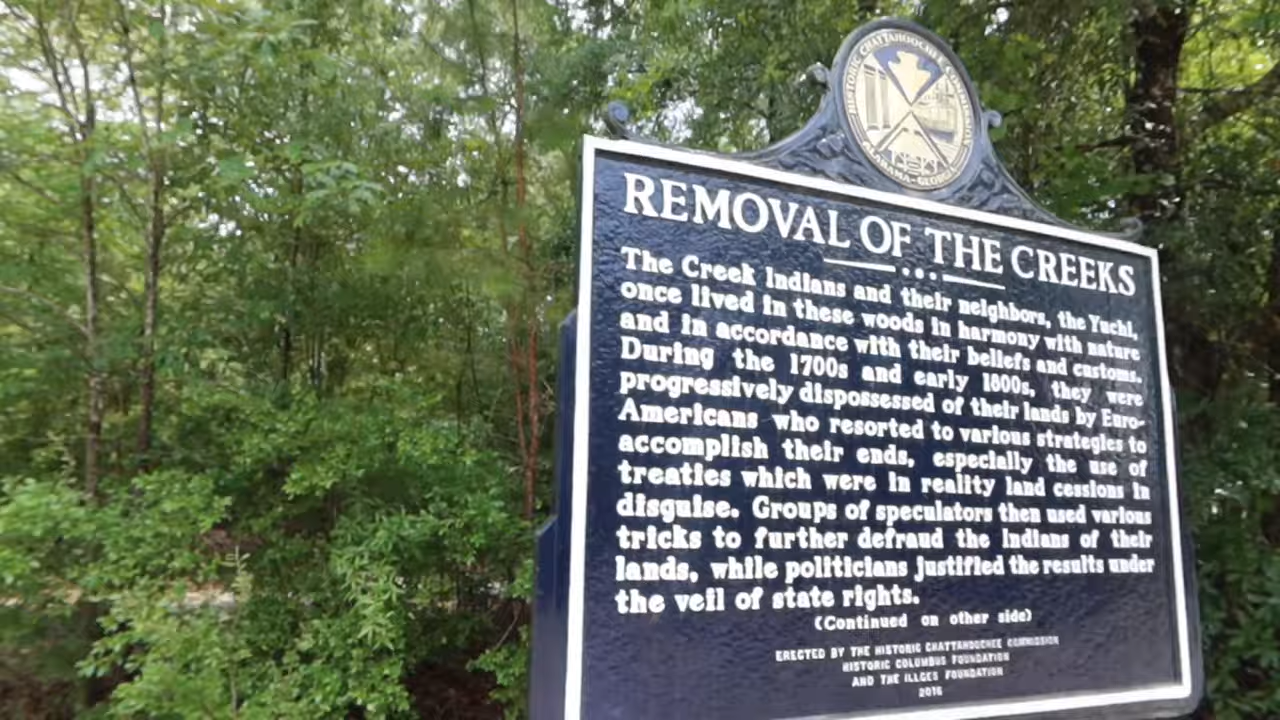 HISTORIC CHATTAHOOCHEE COMMISSION
ALABAMA-GEORGIA
REMOVAL OF THE CREEKS
The Creek Indians and their neighbors, the Yuchi,
once lived in these woods in harmony with nature
and in accordance with their beliefs and customs.
During the 1700s and early 1800s, they were
progressively dispossessed of their lands by Euro-
Americans who resorted to various strategies to
accomplish their ends, especially the use of
treaties which were in reality land cessions in
disguise. Groups of speculators then used various
tricks to further defraud the Indians of their
lands, while politicians justified the results under
the veil of state rights.
(Continued on other side)
ERECTED BY THE HISTORIC CHATTAHOOCHEE COMMISSION
HISTORIC COLUMBUS FOUNDATION
AND THE ILLGES FOUNDATION
2016